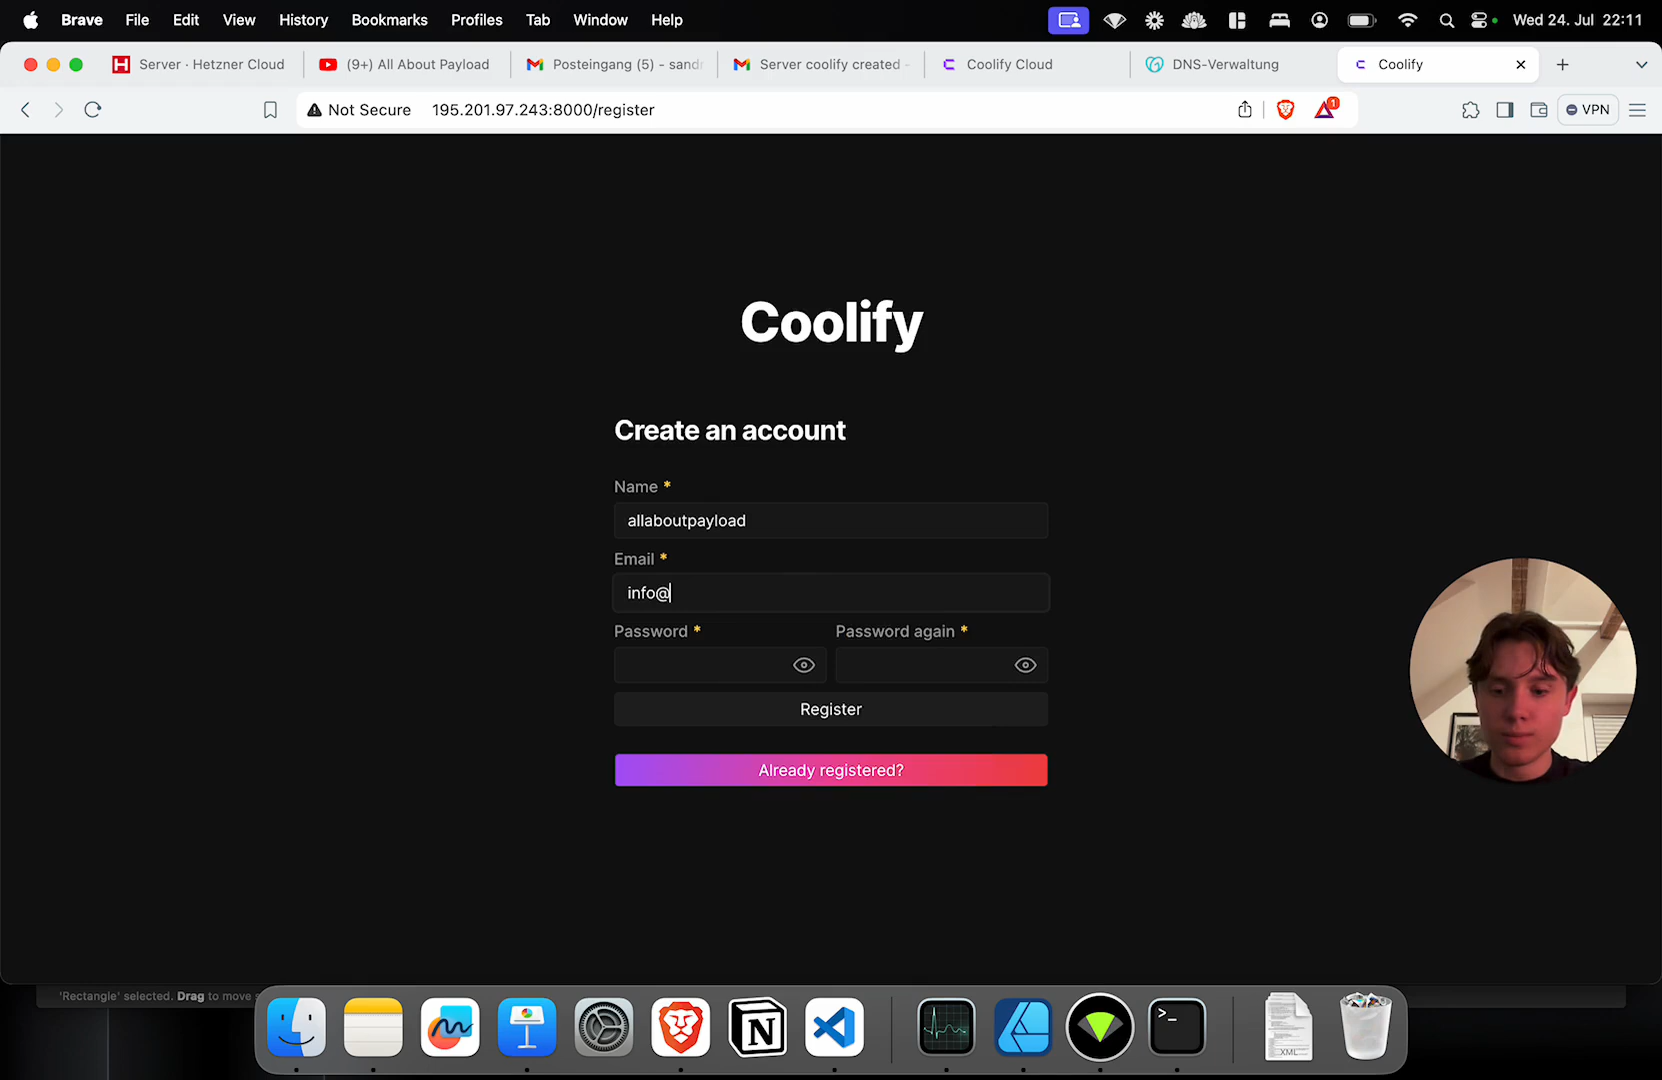 Brave File Edit View History Bookmarks Profiles Tab Window Help Wed 24. Jul 22:11
Server · Hetzner Cloud (9+) All About Payload Posteingang (5) - sandr Server coolify created - Coolify Cloud DNS-Verwaltung Coolify
Not Secure 195.201.97.243:8000/register 1 VPN
Coolify
Create an account
Name *
allaboutpayload
Email *
info@
Password * Password again *
Register
Already registered?
'Rectangle' selected. Drag to move s
XML